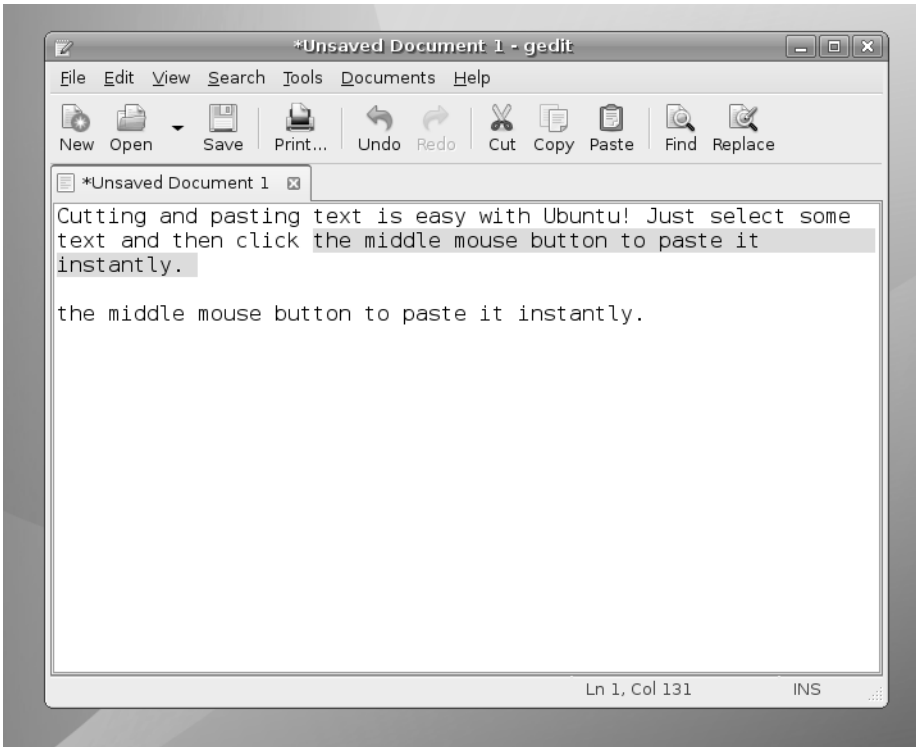 *Unsaved Document 1 - gedit
File Edit View Search Tools Documents Help
New Open Save Print... Undo Redo Cut Copy Paste Find Replace
*Unsaved Document 1
Cutting and pasting text is easy with Ubuntu! Just select some
text and then click the middle mouse button to paste it
instantly.
the middle mouse button to paste it instantly.
Ln 1, Col 131 INS